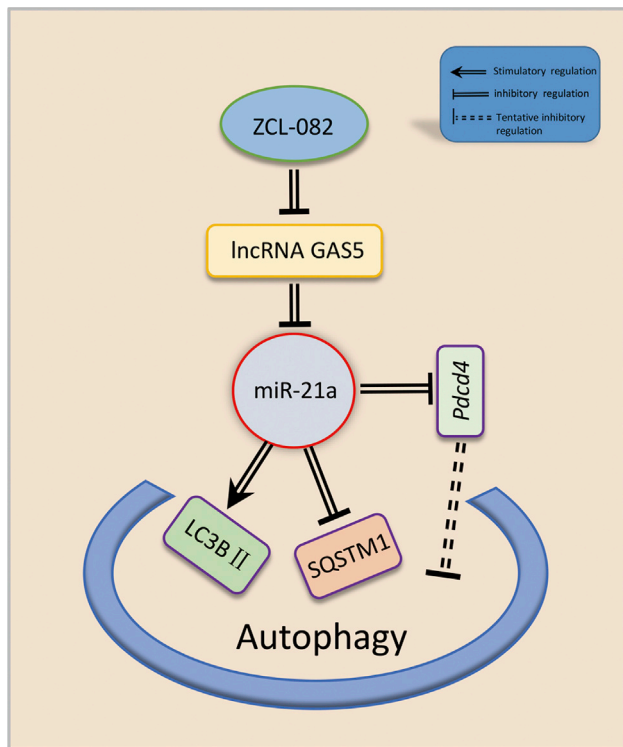 Stimulatory regulation
inhibitory regulation
Tentative inhibitory
regulation
ZCL-082
lncRNA GAS5
miR-21a
Pdcd4
LC3B Ⅱ
SQSTM1
Autophagy